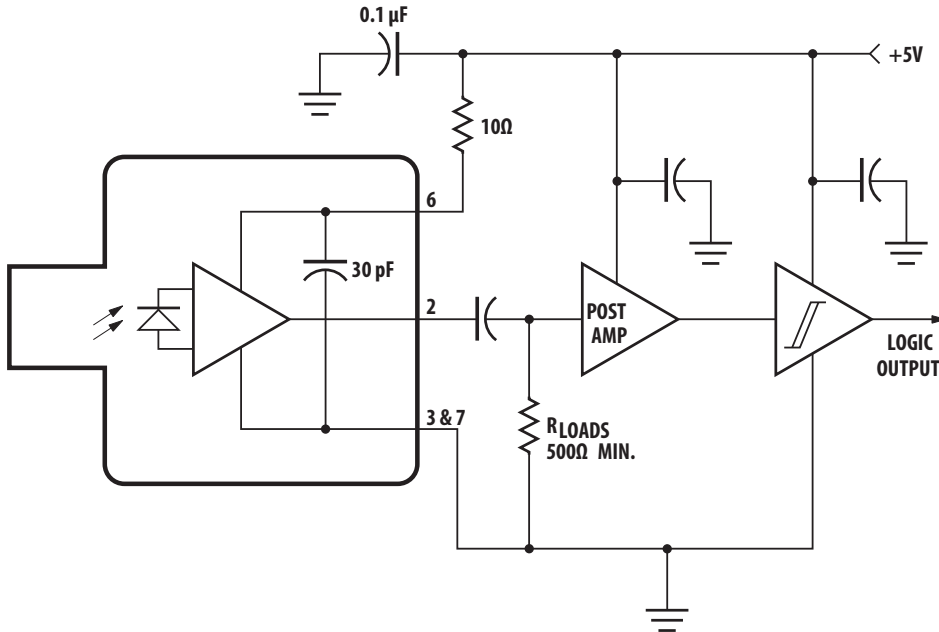 0.1 µF
+5V
10Ω
6
30 pF
2
POST
AMP
LOGIC
OUTPUT
3 & 7
RLOADS
500Ω MIN.